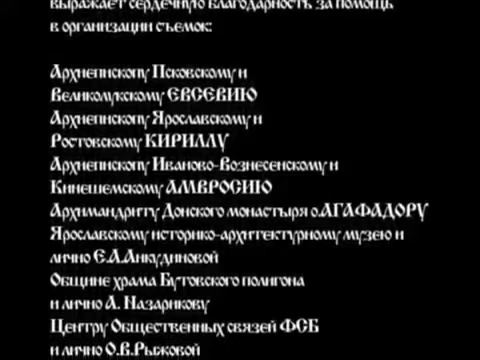 выражает сердечную благодарность за помощь
в организации съемок:
Архиепископу Псковскому и
Великолукскому ЕВСЕВИЮ
Архиепископу Ярославскому и
Ростовскому КИРИЛЛУ
Архиепископу Иваново-Вознесенскому и
Кинешемскому АМВРОСИЮ
Архимандриту Донского монастыря о.АГАФАДОРУ
Ярославскому историко-архитектурному музею и
лично Е.А.Анкудиновой
Общине храма Бутовского полигона
и лично А. Назарикову
Центру Общественных связей ФСБ
и лично О.В.Рыжковой